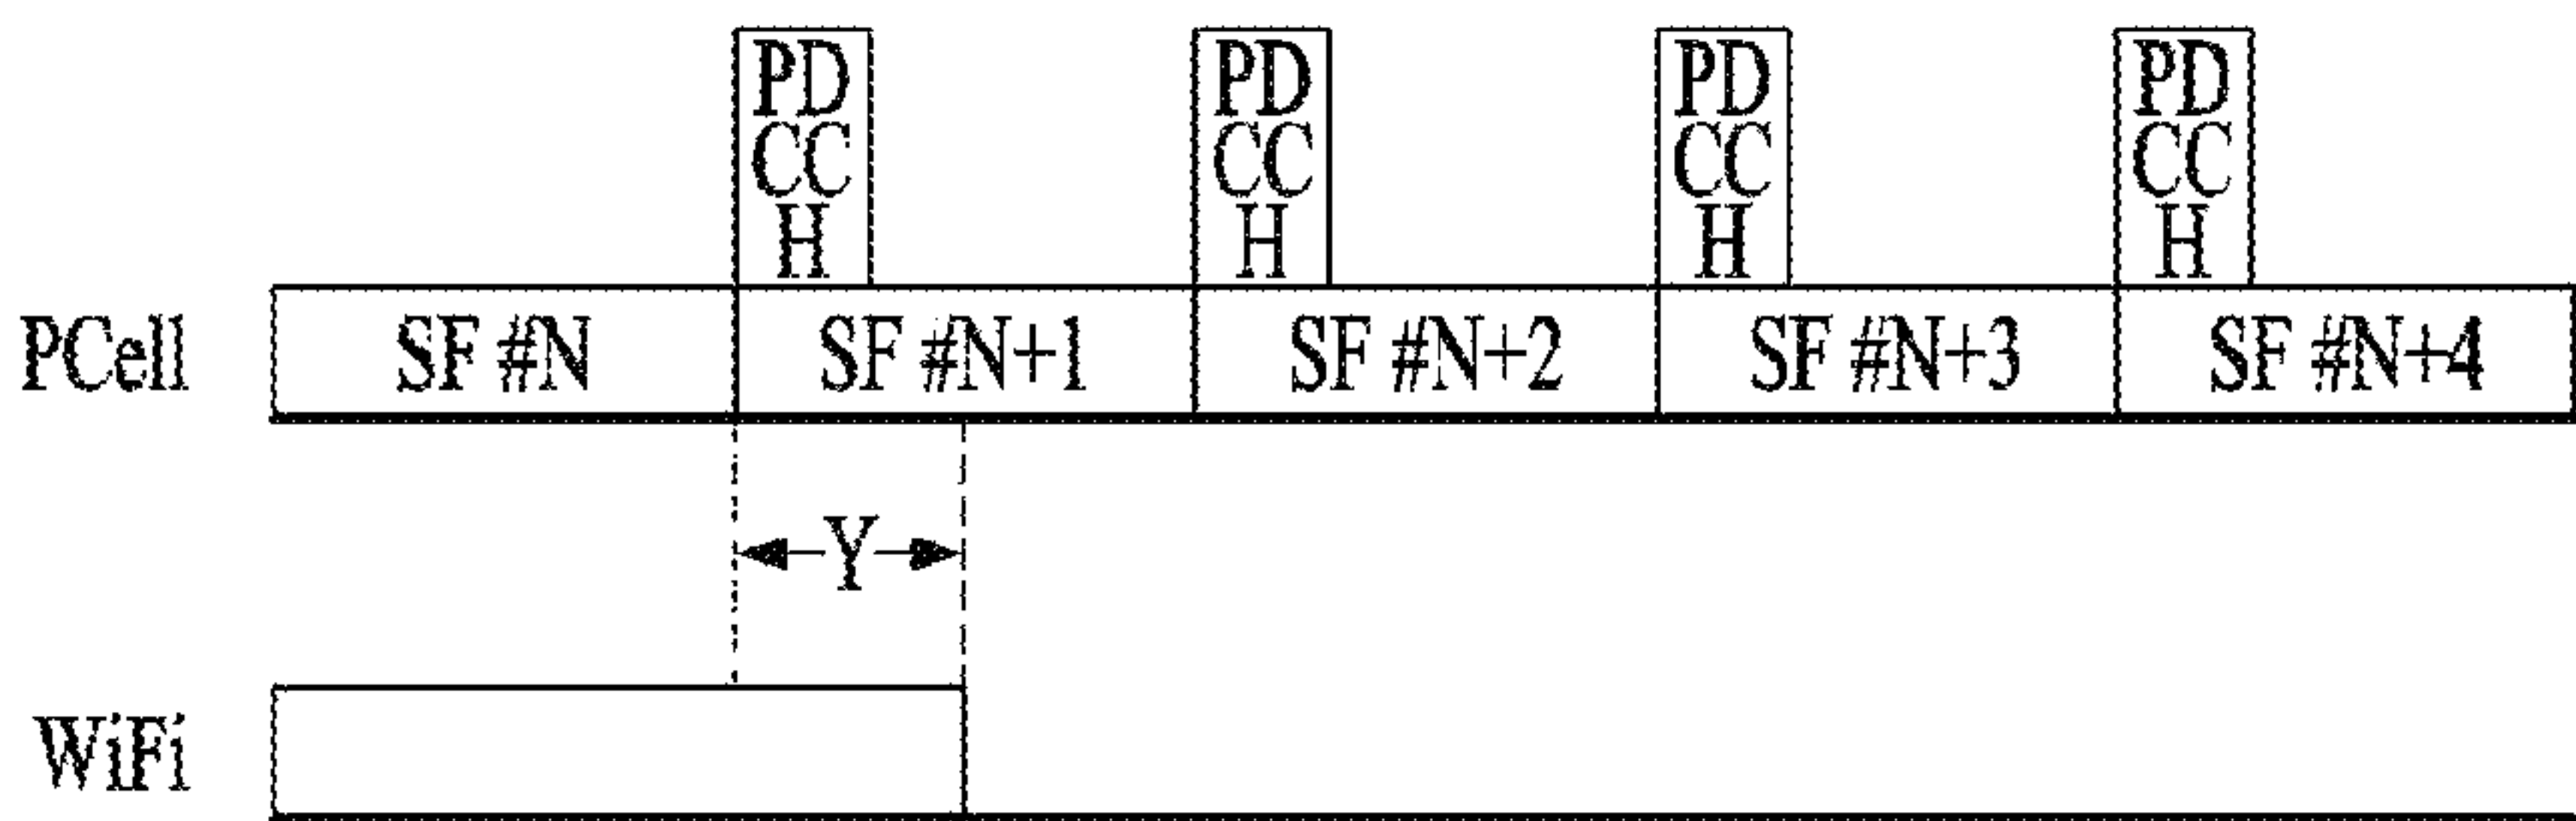 PD PD PD PD
CC CC CC CC
H H H H
PCell SF #N SF #N+1 SF #N+2 SF #N+3 SF #N+4
Y
WiFi